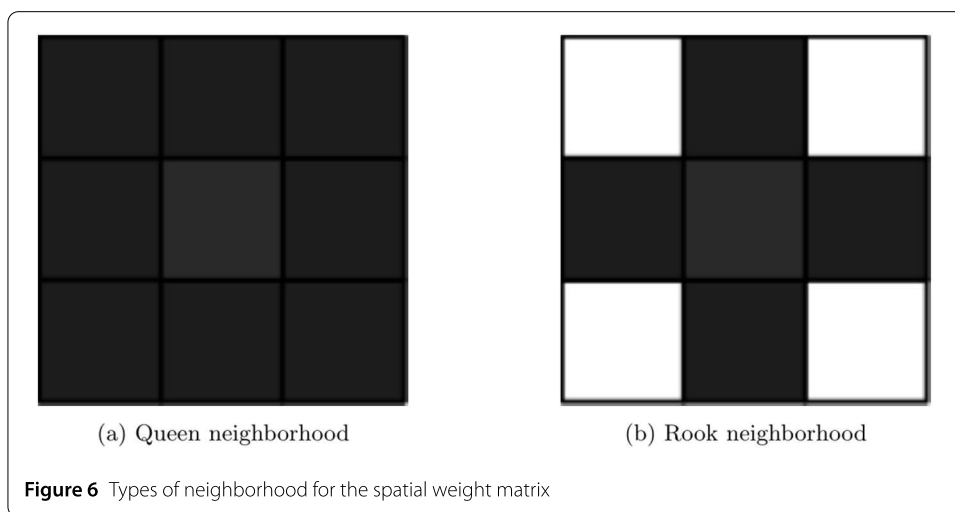 (a) Queen neighborhood
(b) Rook neighborhood
Figure 6 Types of neighborhood for the spatial weight matrix